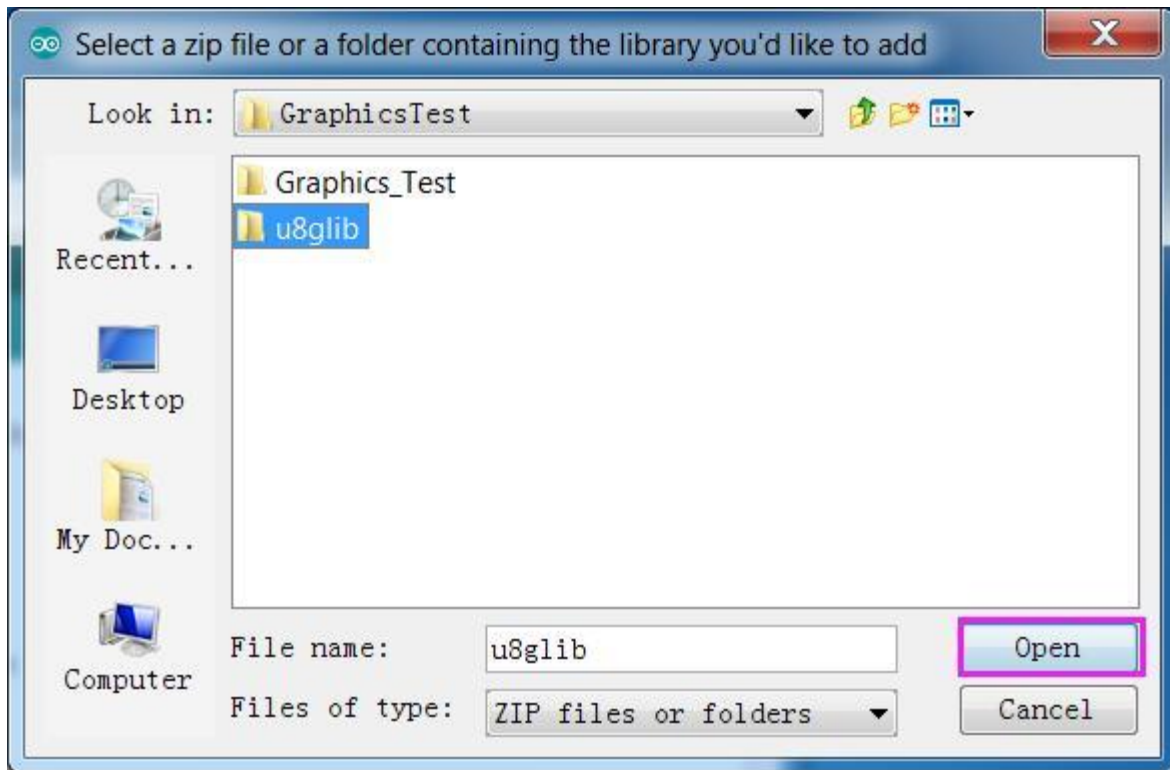 Select a zip file or a folder containing the library you'd like to add
Look in: GraphicsTest
Graphics_Test
u8glib
Recent...
Desktop
My Doc...
Computer
File name: u8glib Open
Files of type: ZIP files or folders Cancel